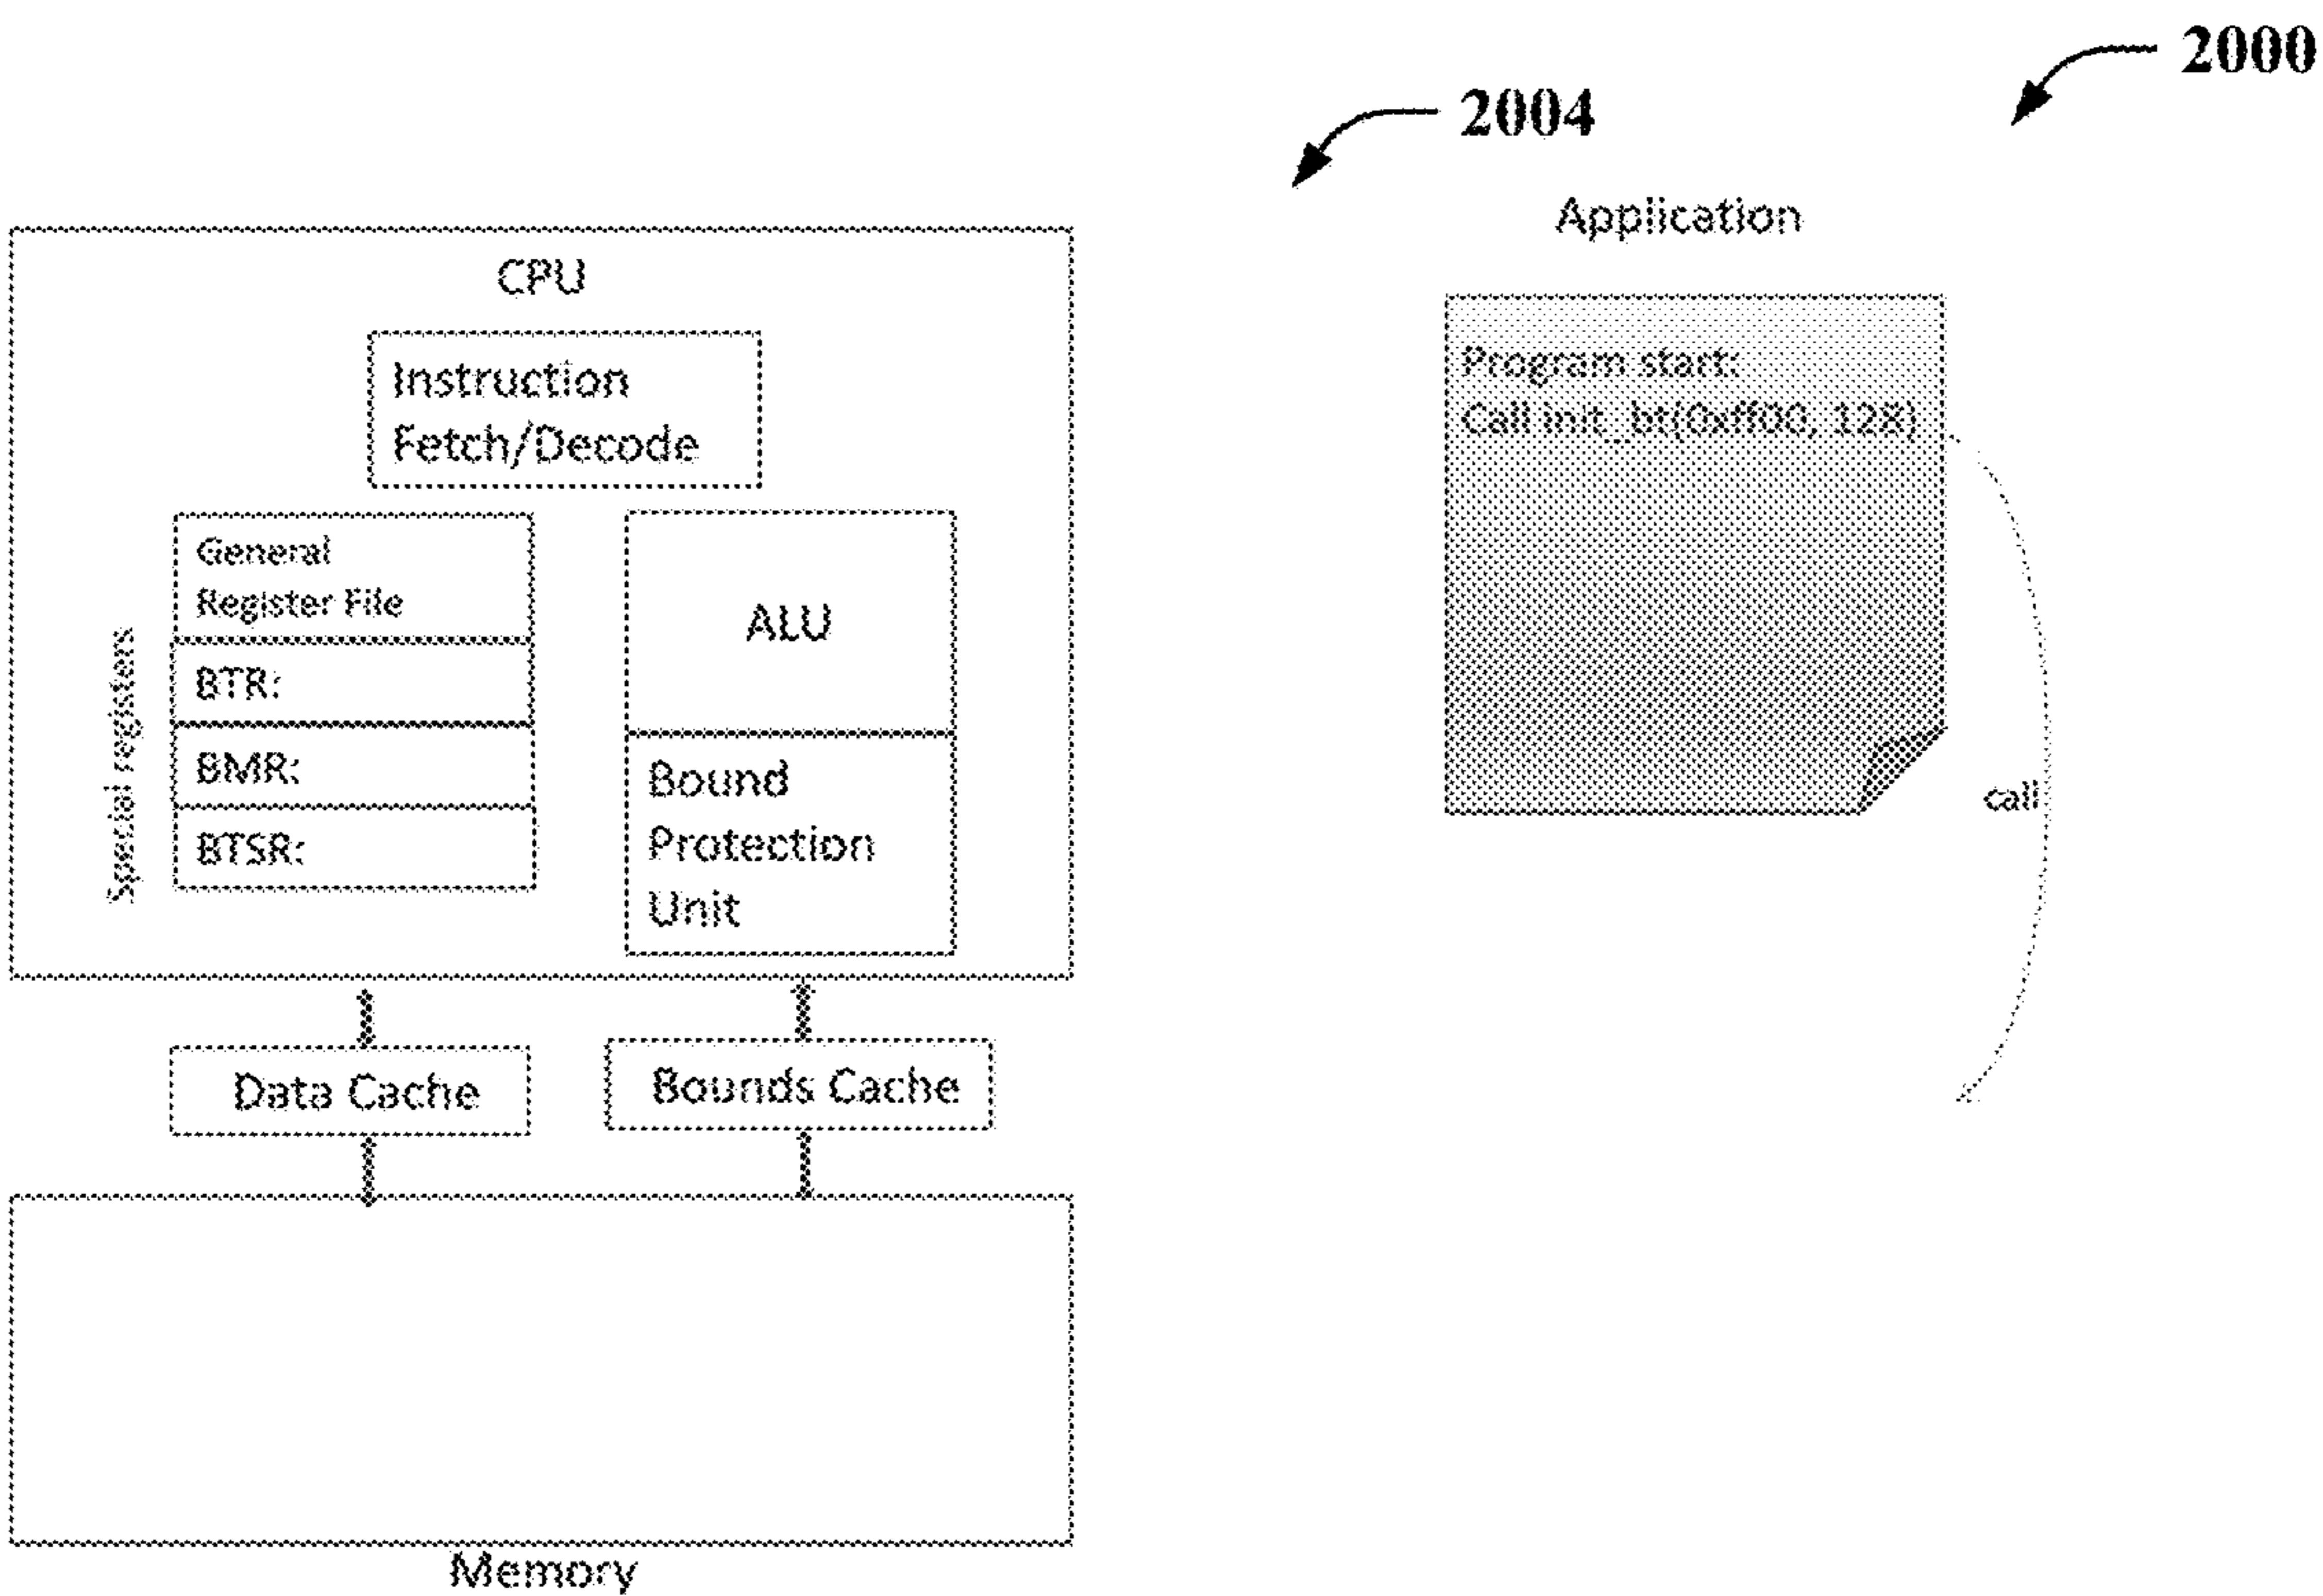 2000
2004
Application
CPU
Instruction
Fetch/Decode
Program start:
Call init_bt(0xff00, 128)
General
Register File
BTR:
BMR:
BTSR:
Special registers
ALU
Bound
Protection
Unit
call
Data Cache
Bounds Cache
Memory